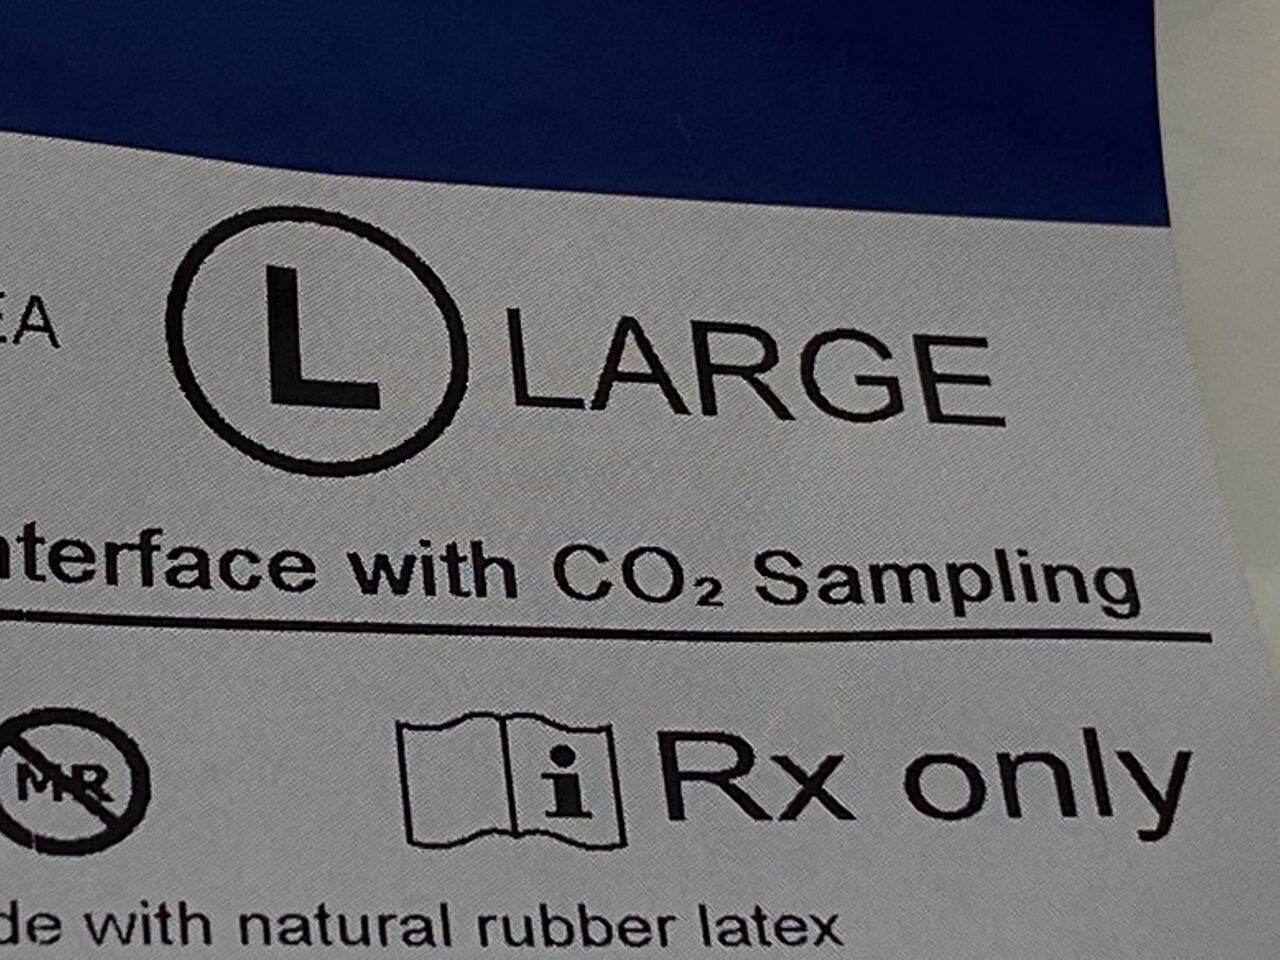 EA L LARGE
nterface with CO₂ Sampling
MR i Rx only
de with natural rubber latex